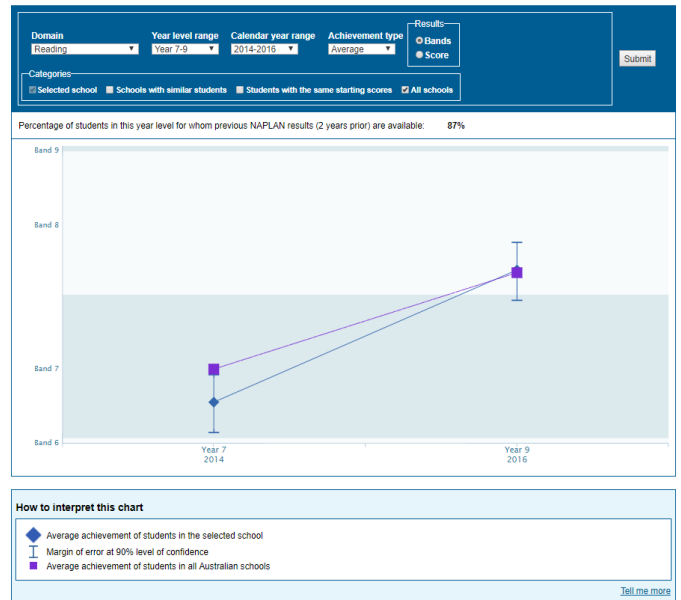 Results
Domain Year level range Calendar year range Achievement type
Reading Year 7-9 2014-2016 Average
Bands
Score
Submit
Categories
Selected school Schools with similar students Students with the same starting scores All schools
Percentage of students in this year level for whom previous NAPLAN results (2 years prior) are available: 87%
Band 9
Band 8
Band 7
Band 6
Year 7 Year 9
2014 2016
How to interpret this chart
Average achievement of students in the selected school
Margin of error at 90% level of confidence
Average achievement of students in all Australian schools
Tell me more